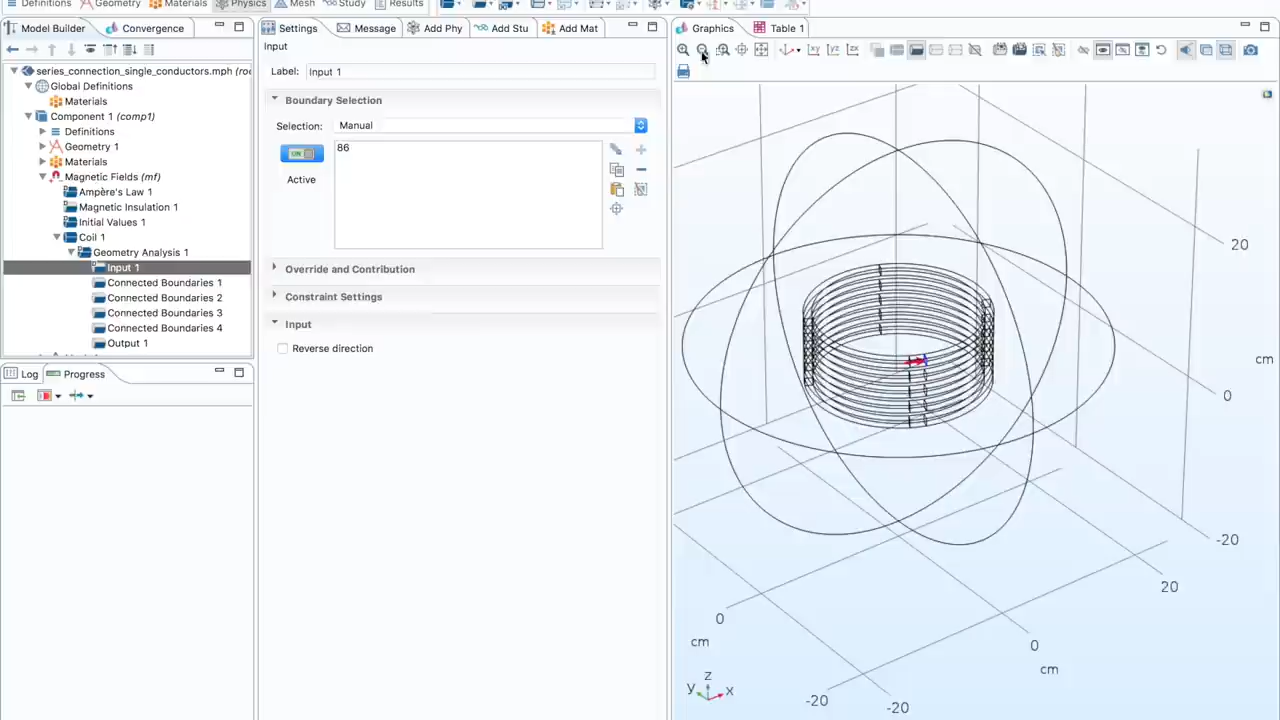 Definitions Geometry Materials Physics Mesh Study Results
Model Builder Convergence
series_connection_single_conductors.mph (roo
Global Definitions
Materials
Component 1 (comp1)
Definitions
Geometry 1
Materials
Magnetic Fields (mf)
Ampère's Law 1
Magnetic Insulation 1
Initial Values 1
Coil 1
Geometry Analysis 1
Input 1
Connected Boundaries 1
Connected Boundaries 2
Connected Boundaries 3
Connected Boundaries 4
Output 1
Log Progress
Settings Message Add Phy Add Stu Add Mat
Input
Label: Input 1
Boundary Selection
Selection: Manual
ON
Active
86
Override and Contribution
Constraint Settings
Input
Reverse direction
Graphics Table 1
xy yz zx
20
cm
0
-20
20
0
cm
0
cm
-20
-20
z
y x